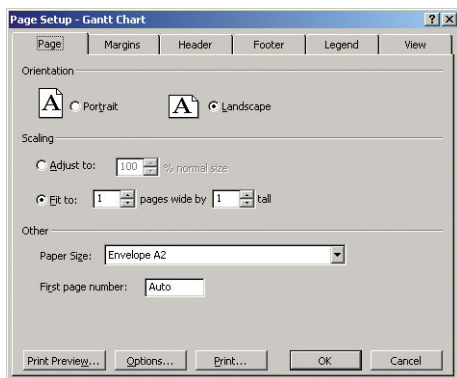 Page Setup - Gantt Chart
Page Margins Header Footer Legend View
Orientation
A Portrait A Landscape
Scaling
Adjust to: 100 % normal size
Fit to: 1 pages wide by 1 tall
Other
Paper Size: Envelope A2
First page number: Auto
Print Preview... Options... Print... OK Cancel